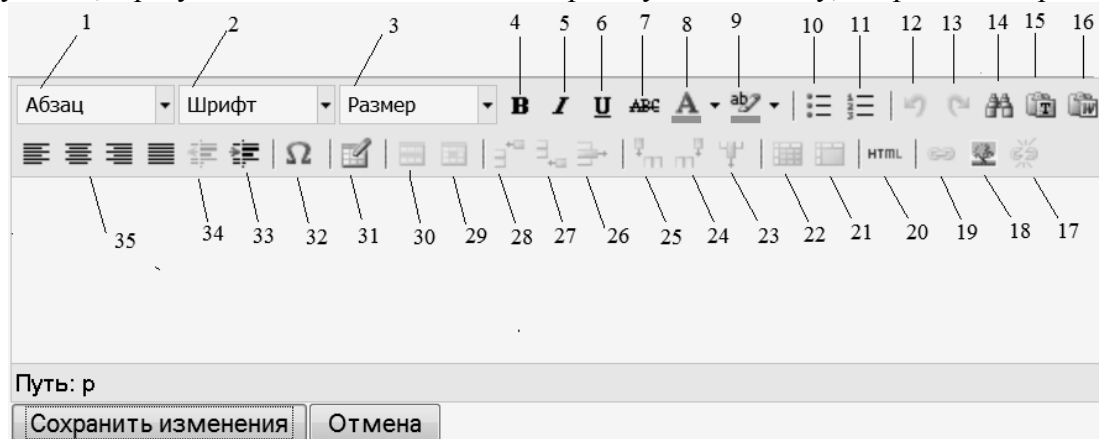 1 2 3 4 5 6 7 8 9 10 11 12 13 14 15 16
Абзац Шрифт Размер B I U ABC A ab T W
Ω HTML
35 34 33 32 31 30 29 28 27 26 25 24 23 22 21 20 19 18 17
Путь: p
Сохранить изменения Отмена